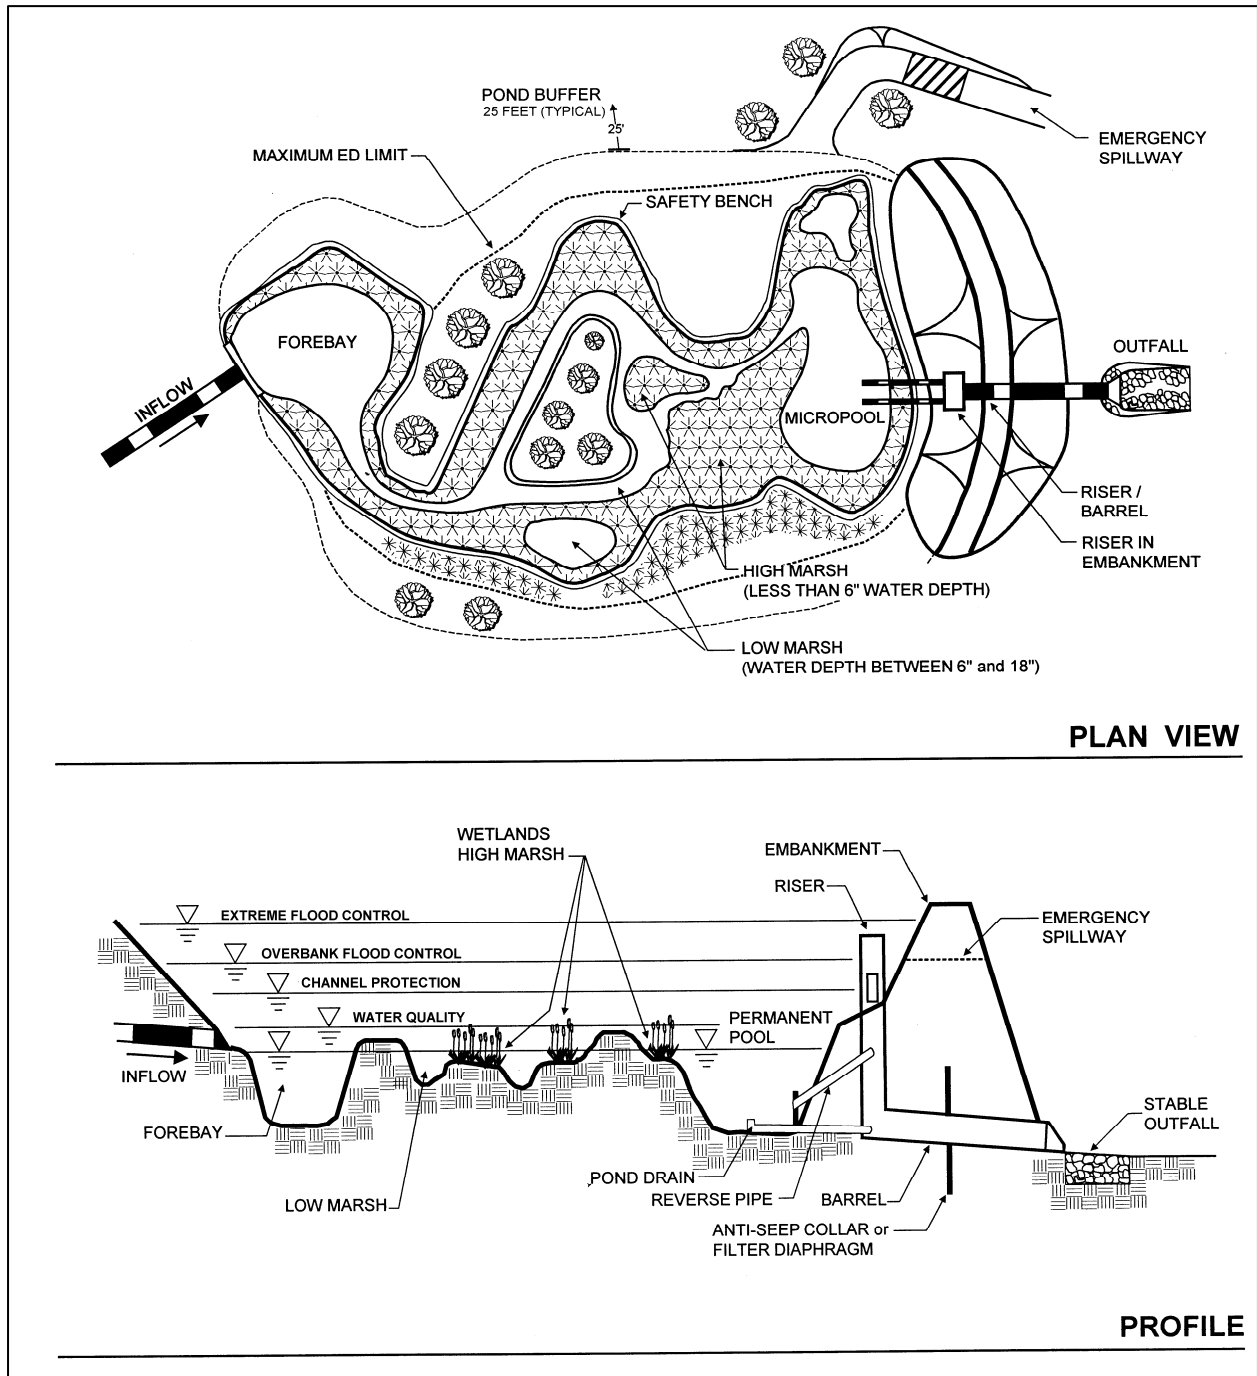 POND BUFFER
25 FEET (TYPICAL)
25'
EMERGENCY
SPILLWAY
MAXIMUM ED LIMIT
SAFETY BENCH
FOREBAY
OUTFALL
INFLOW
MICROPOOL
RISER /
BARREL
RISER IN
EMBANKMENT
HIGH MARSH
(LESS THAN 6" WATER DEPTH)
LOW MARSH
(WATER DEPTH BETWEEN 6" and 18")
PLAN VIEW
WETLANDS
HIGH MARSH
EMBANKMENT
RISER
EXTREME FLOOD CONTROL
EMERGENCY
SPILLWAY
OVERBANK FLOOD CONTROL
CHANNEL PROTECTION
WATER QUALITY
PERMANENT
POOL
INFLOW
STABLE
OUTFALL
FOREBAY
POND DRAIN
LOW MARSH
REVERSE PIPE
BARREL
ANTI-SEEP COLLAR or
FILTER DIAPHRAGM
PROFILE